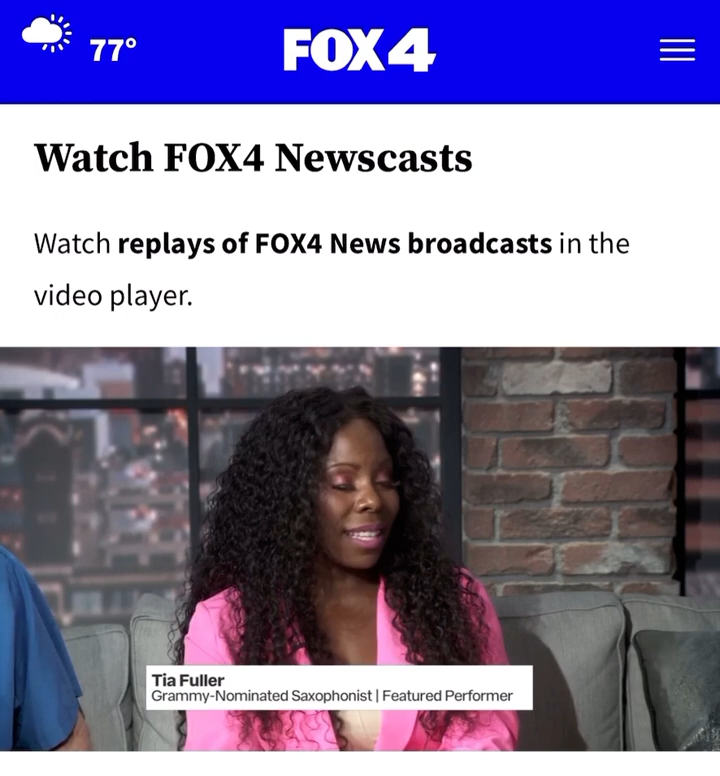 77°
FOX4
Watch FOX4 Newscasts
Watch replays of FOX4 News broadcasts in the
video player.
Tia Fuller
Grammy-Nominated Saxophonist | Featured Performer